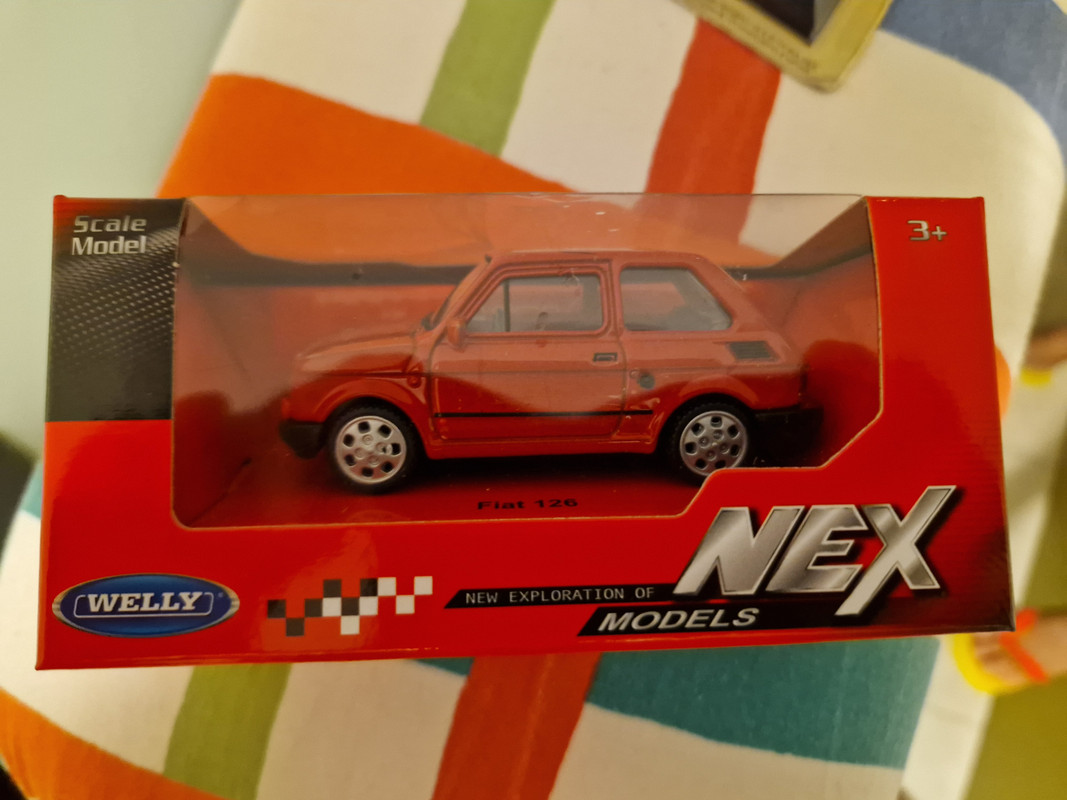 Scale
Model
3+
Fiat 126
WELLY
NEW EXPLORATION OF
NEX
MODELS